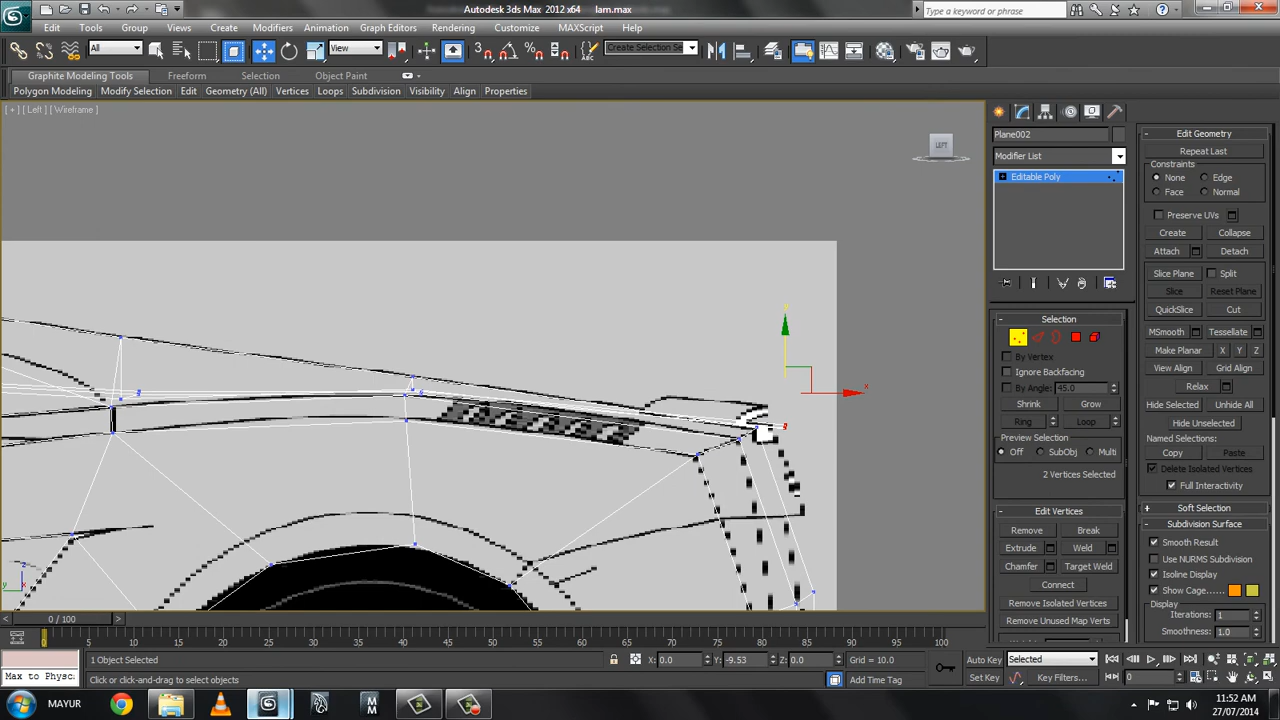 Autodesk 3ds Max 2012 x64 lam.max
Type a keyword or phrase
Edit Tools Group Views Create Modifiers Animation Graph Editors Rendering Customize MAXScript Help
All View Create Selection Se
Graphite Modeling Tools Freeform Selection Object Paint
Polygon Modeling Modify Selection Edit Geometry (All) Vertices Loops Subdivision Visibility Align Properties
[ + ] [ Left ] [ Wireframe ]
LEFT
y
x
Plane002
Modifier List
Editable Poly
Selection
By Vertex
Ignore Backfacing
By Angle: 45.0
Shrink Grow
Ring Loop
Preview Selection
Off SubObj Multi
2 Vertices Selected
Edit Vertices
Remove Break
Extrude Weld
Chamfer Target Weld
Connect
Remove Isolated Vertices
Remove Unused Map Verts
Edit Geometry
Repeat Last
Constraints
None Edge
Face Normal
Preserve UVs
Create Collapse
Attach Detach
Slice Plane Split
Slice Reset Plane
QuickSlice Cut
MSmooth Tessellate
Make Planar X Y Z
View Align Grid Align
Relax
Hide Selected Unhide All
Hide Unselected
Named Selections:
Copy Paste
Delete Isolated Vertices
Full Interactivity
Soft Selection
Subdivision Surface
Smooth Result
Use NURMS Subdivision
Isoline Display
Show Cage......
Display
Iterations: 1
Smoothness: 1.0
0 / 100
0 5 10 15 20 25 30 35 40 45 50 55 60 65 70 75 80 85 90 95 100
1 Object Selected X: 0.0 Y: -9.53 Z: 0.0 Grid = 10.0 Auto Key Selected
Max to Physc Click or click-and-drag to select objects Add Time Tag Set Key Key Filters... 0
MAYUR
11:52 AM
27/07/2014